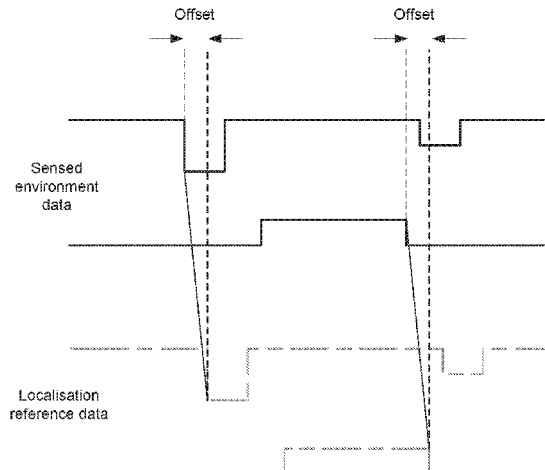 Offset
Offset
Sensed
environment
data
Localisation
reference data